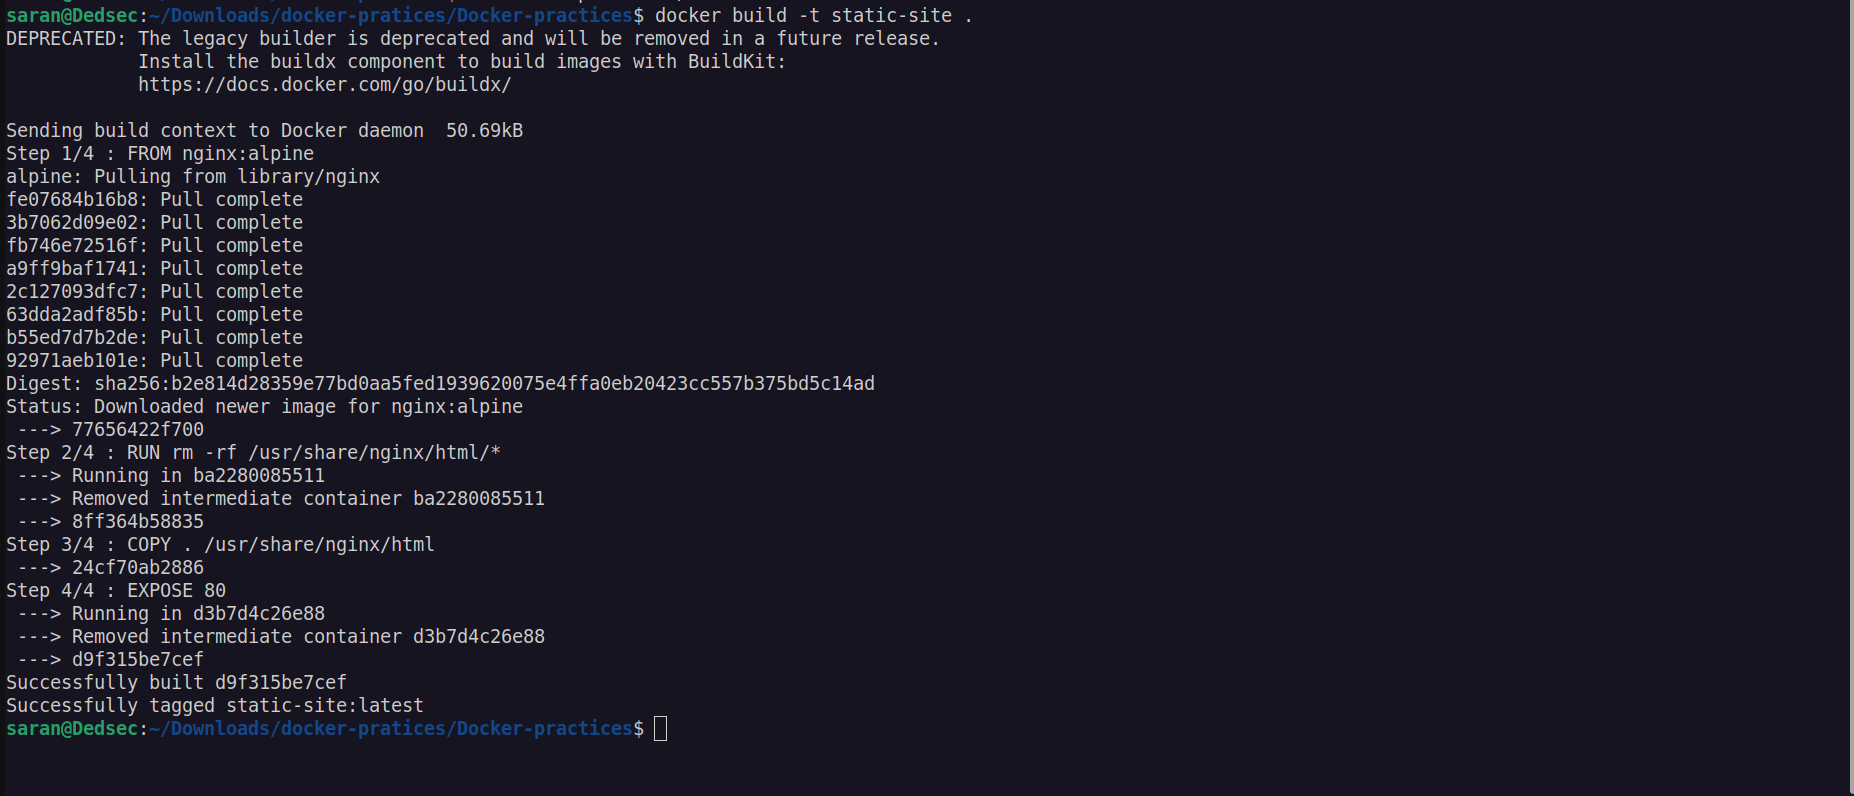 saran@Dedsec:~/Downloads/docker-pratices/Docker-practices$ docker build -t static-site .
DEPRECATED: The legacy builder is deprecated and will be removed in a future release.
            Install the buildx component to build images with BuildKit:
            https://docs.docker.com/go/buildx/

Sending build context to Docker daemon  50.69kB
Step 1/4 : FROM nginx:alpine
alpine: Pulling from library/nginx
fe07684b16b8: Pull complete
3b7062d09e02: Pull complete
fb746e72516f: Pull complete
a9ff9baf1741: Pull complete
2c127093dfc7: Pull complete
63dda2adf85b: Pull complete
b55ed7d7b2de: Pull complete
92971aeb101e: Pull complete
Digest: sha256:b2e814d28359e77bd0aa5fed1939620075e4ffa0eb20423cc557b375bd5c14ad
Status: Downloaded newer image for nginx:alpine
 ---> 77656422f700
Step 2/4 : RUN rm -rf /usr/share/nginx/html/*
 ---> Running in ba2280085511
 ---> Removed intermediate container ba2280085511
 ---> 8ff364b58835
Step 3/4 : COPY . /usr/share/nginx/html
 ---> 24cf70ab2886
Step 4/4 : EXPOSE 80
 ---> Running in d3b7d4c26e88
 ---> Removed intermediate container d3b7d4c26e88
 ---> d9f315be7cef
Successfully built d9f315be7cef
Successfully tagged static-site:latest
saran@Dedsec:~/Downloads/docker-pratices/Docker-practices$